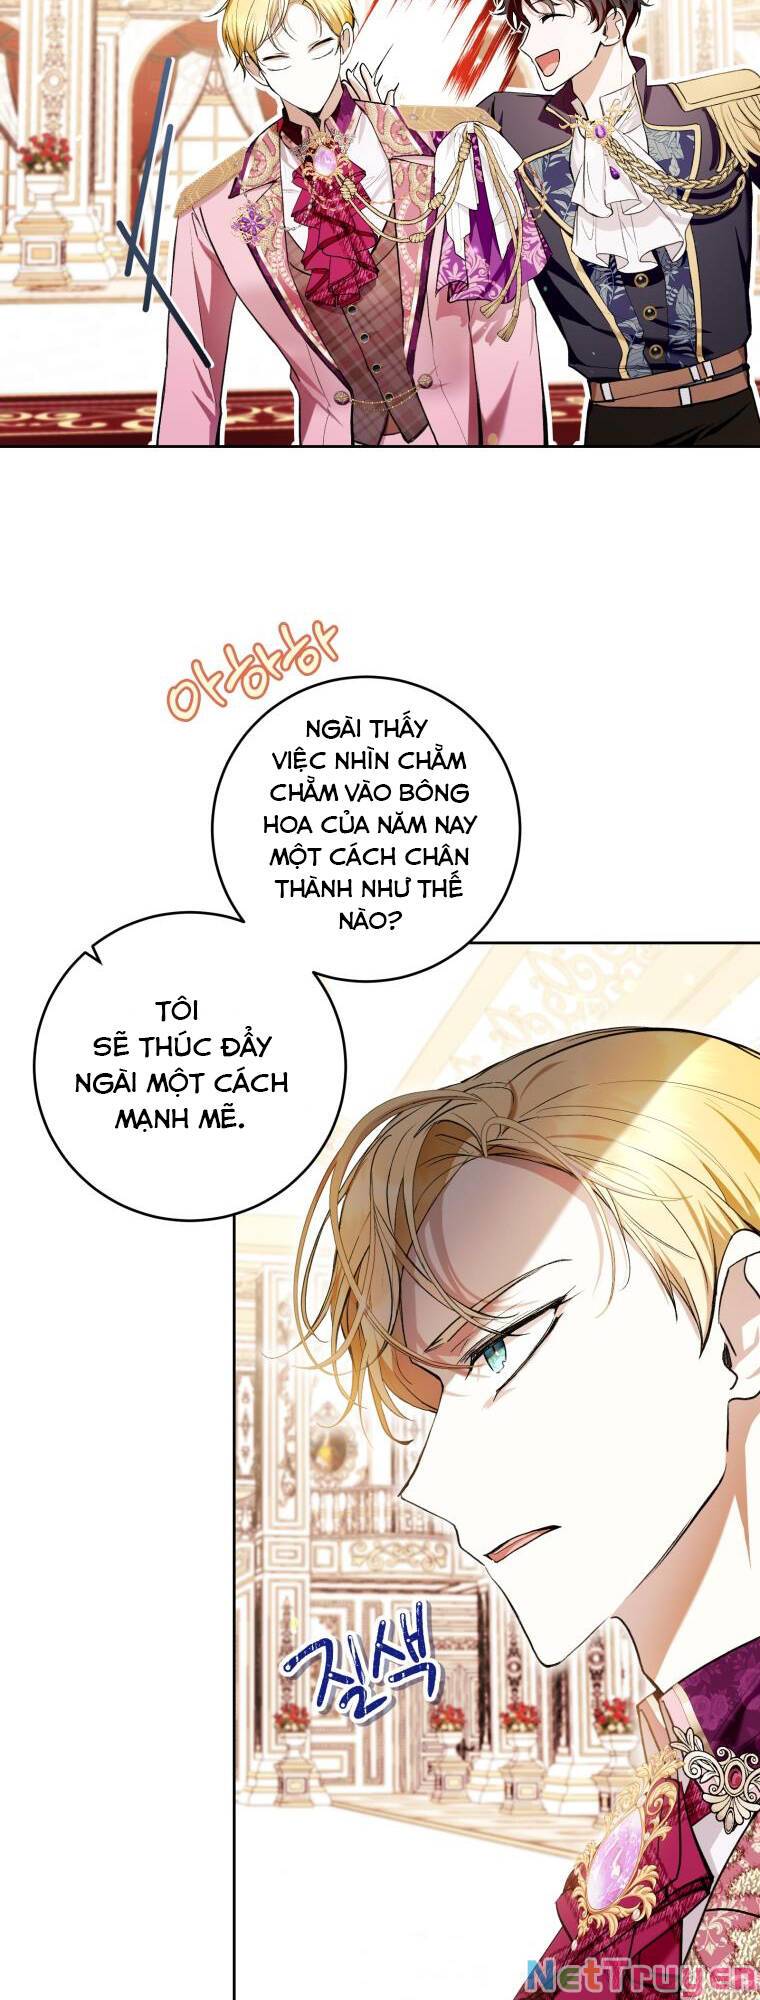 아하하
NGÀI THẤY
VIỆC NHÌN CHẰM
CHẰM VÀO BÔNG
HOA CỦA NĂM NAY
MỘT CÁCH CHÂN
THÀNH NHƯ THẾ
NÀO?
TÔI
SẼ THÚC ĐẨY
NGÀI MỘT CÁCH
MẠNH MẼ.
질색
NetTruyen